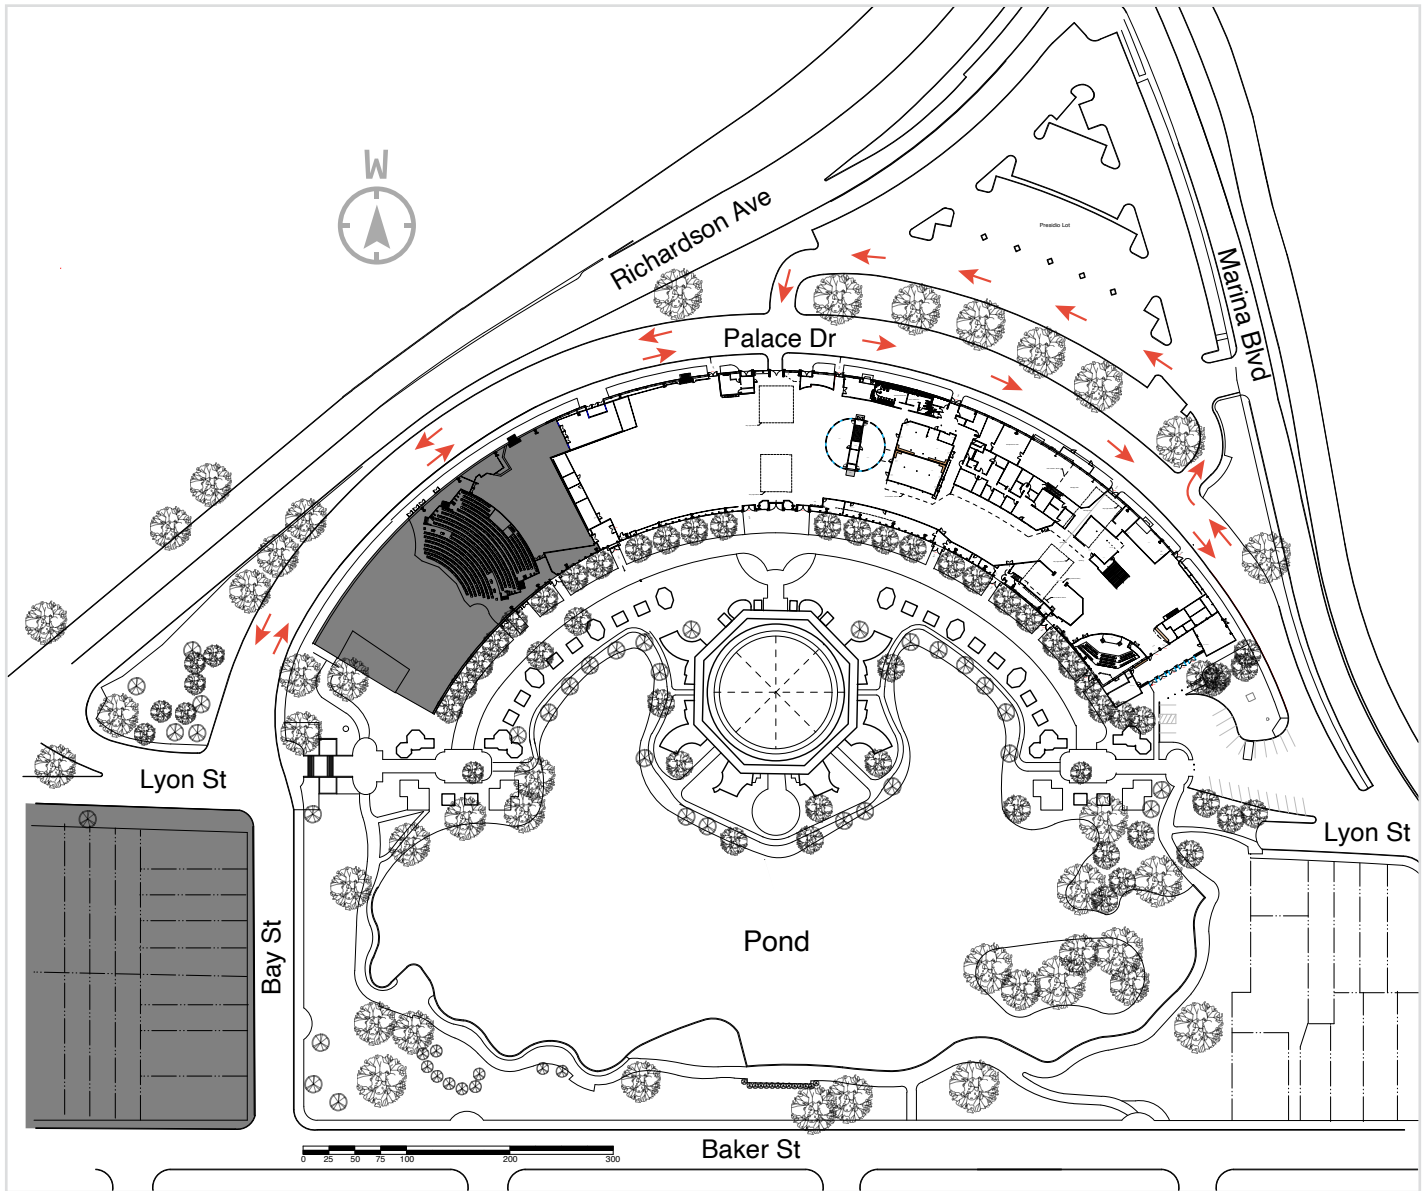 W
Richardson Ave
Presidio Lot
Marina Blvd
Palace Dr
Lyon St
Lyon St
Bay St
Pond
Baker St
0 25 50 75 100 200 300